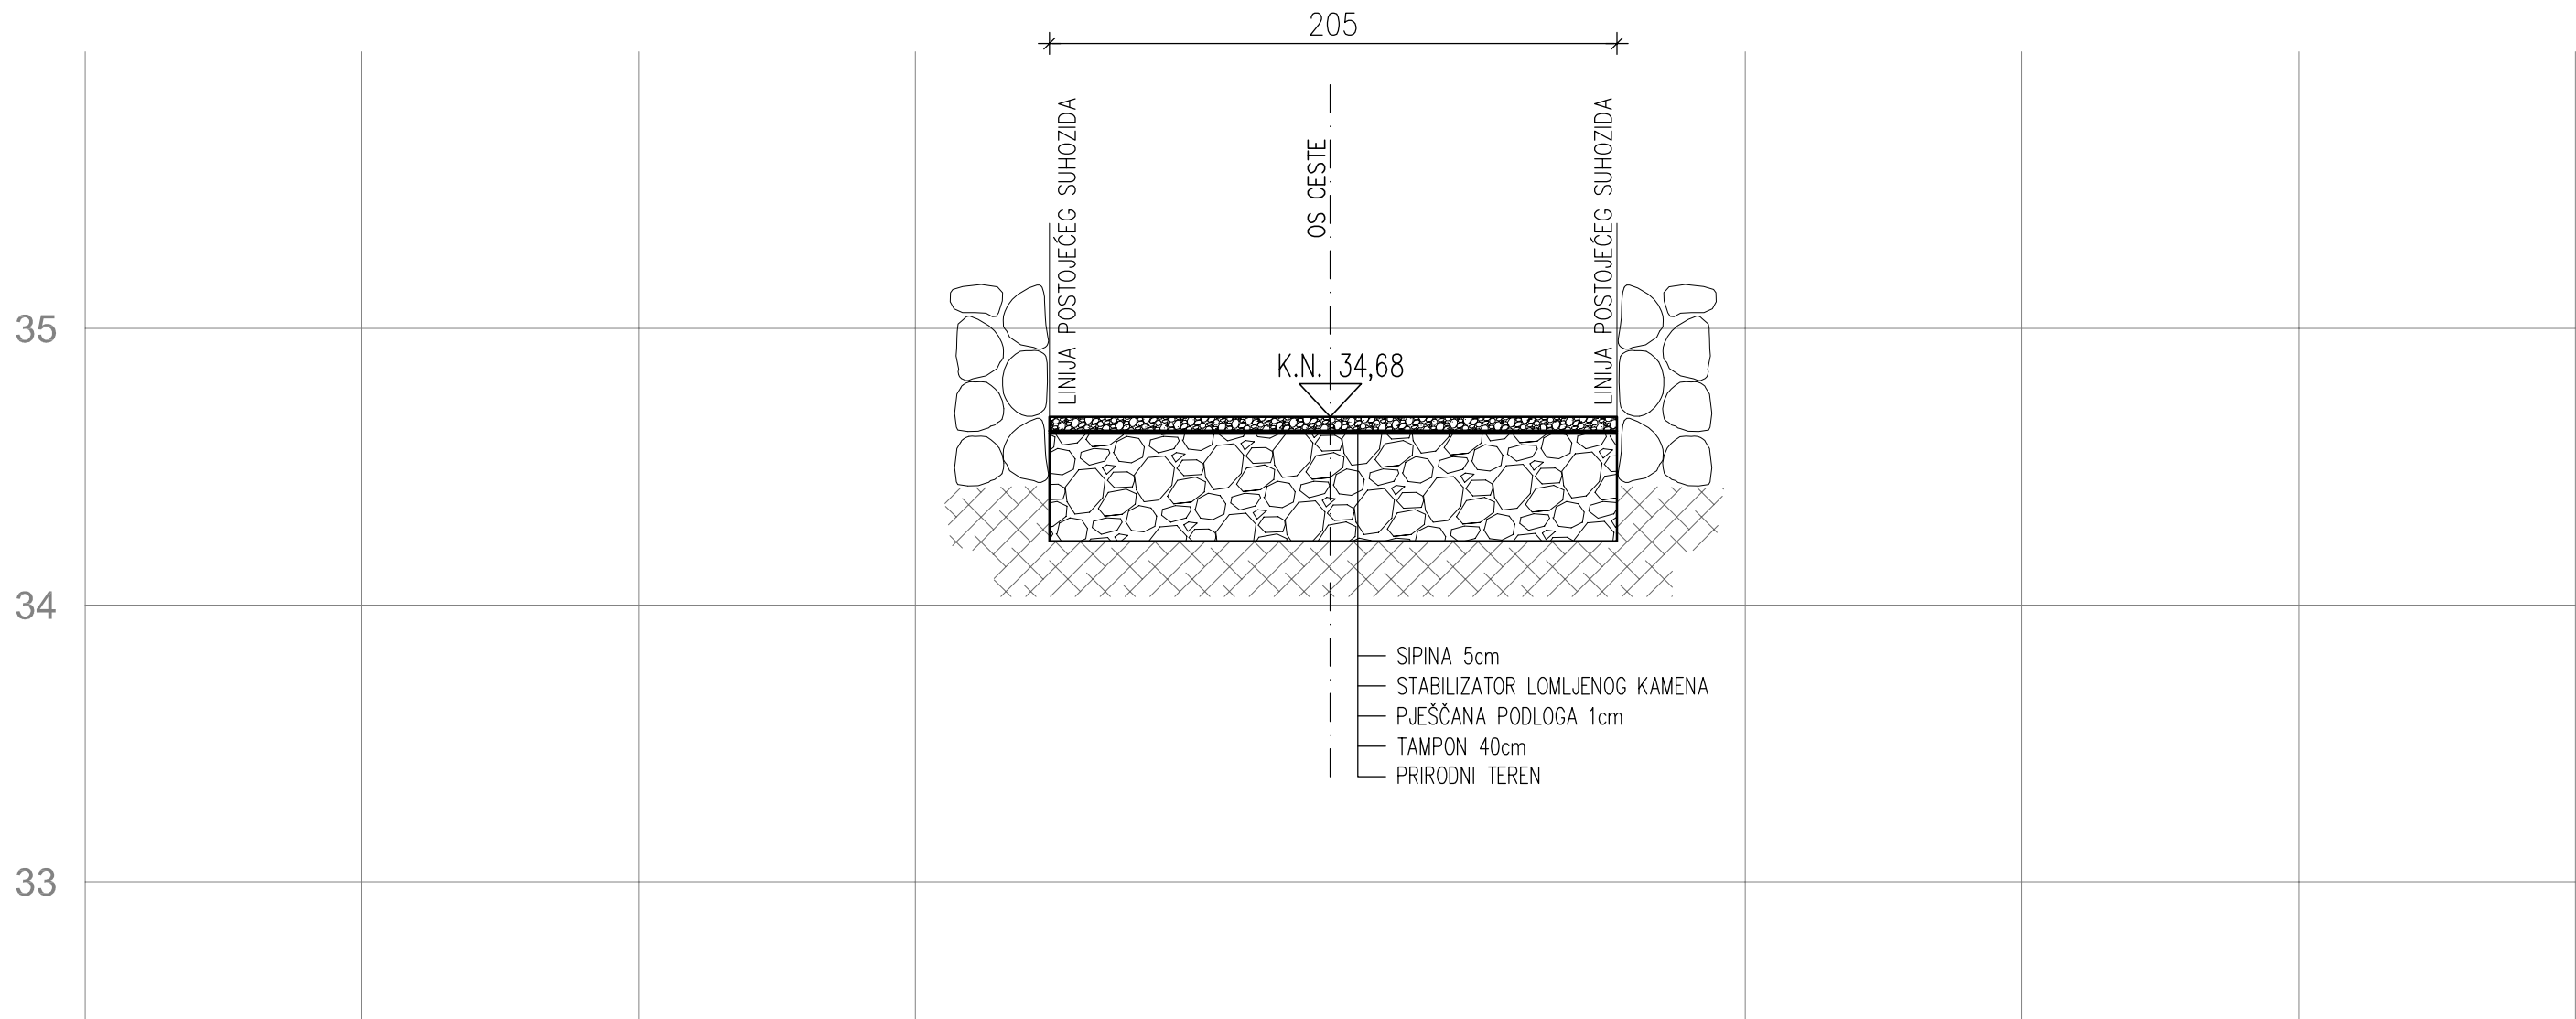 205
LINIJA POSTOJEĆEG SUHOZIDA
OS CESTE
LINIJA POSTOJEĆEG SUHOZIDA
35
K.N. 34,68
34
SIPINA 5cm
STABILIZATOR LOMLJENOG KAMENA
PJEŠČANA PODLOGA 1cm
TAMPON 40cm
PRIRODNI TEREN
33